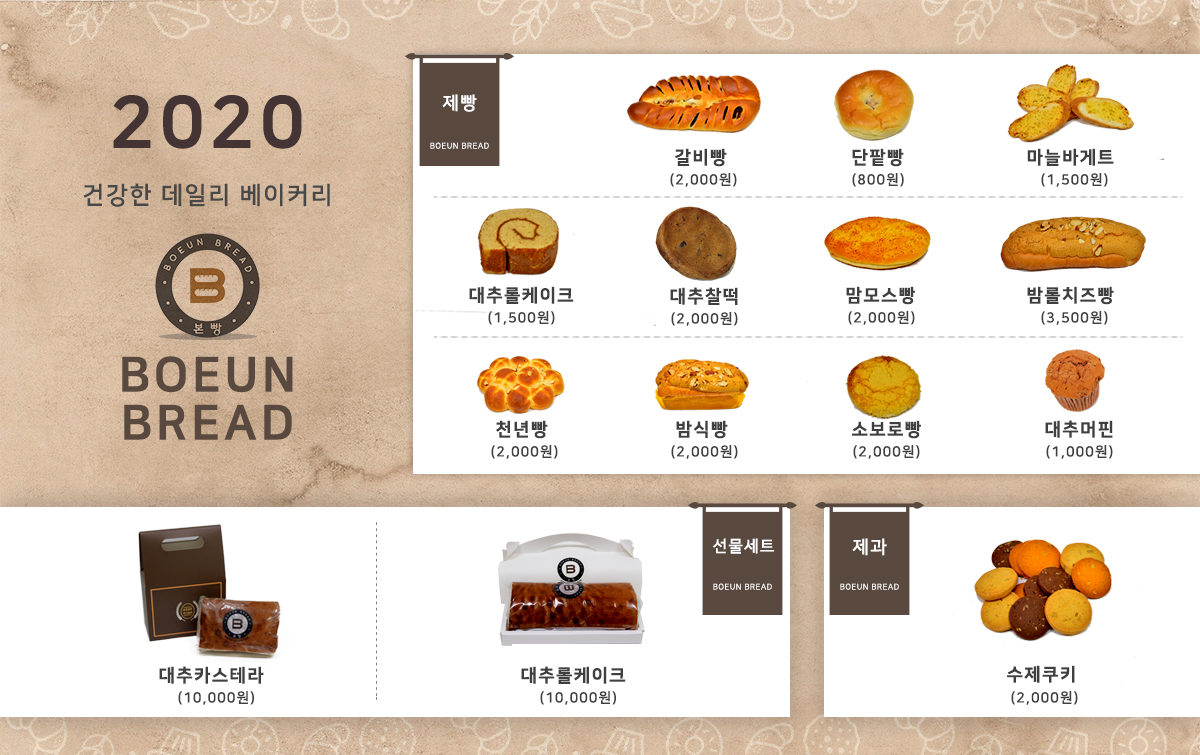 2020
건강한 데일리 베이커리
BOEUN BREAD
B
본빵
BOEUN
BREAD
제빵
BOEUN BREAD
갈비빵
(2,000원)
단팥빵
(800원)
마늘바게트
(1,500원)
대추롤케이크
(1,500원)
대추찰떡
(2,000원)
맘모스빵
(2,000원)
밤롤치즈빵
(3,500원)
천년빵
(2,000원)
밤식빵
(2,000원)
소보로빵
(2,000원)
대추머핀
(1,000원)
선물세트
BOEUN BREAD
B
대추카스테라
(10,000원)
B
대추롤케이크
(10,000원)
제과
BOEUN BREAD
수제쿠키
(2,000원)